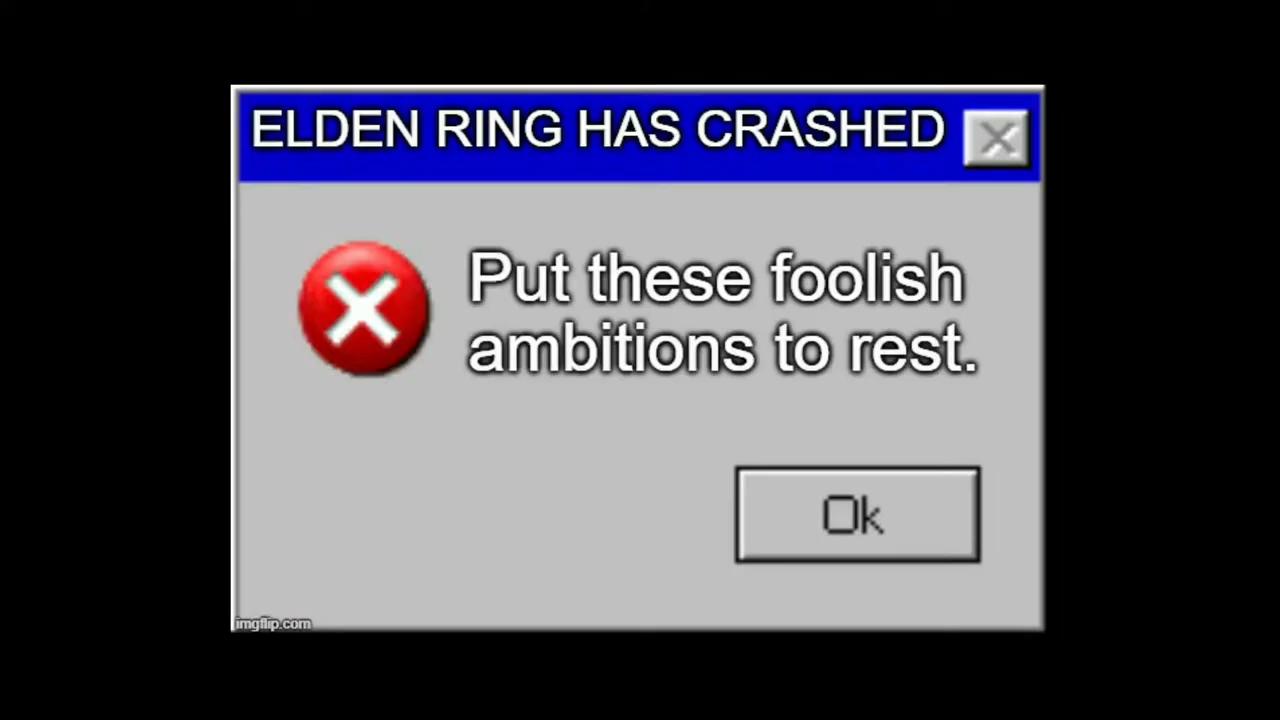 ELDEN RING HAS CRASHED
Put these foolish
ambitions to rest.
Ok
imgflip.com